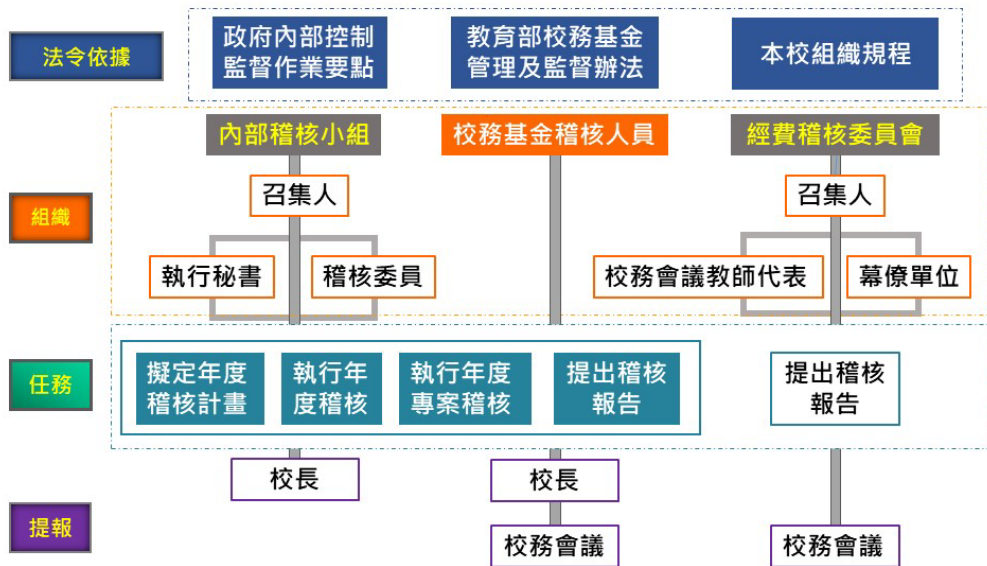 法令依據
政府內部控制
監督作業要點
教育部校務基金
管理及監督辦法
本校組織規程
組織
內部稽核小組
校務基金稽核人員
經費稽核委員會
召集人
召集人
執行秘書
稽核委員
校務會議教師代表
幕僚單位
任務
擬定年度
稽核計畫
執行年
度稽核
執行年度
專案稽核
提出稽核
報告
提出稽核
報告
提報
校長
校長
校務會議
校務會議